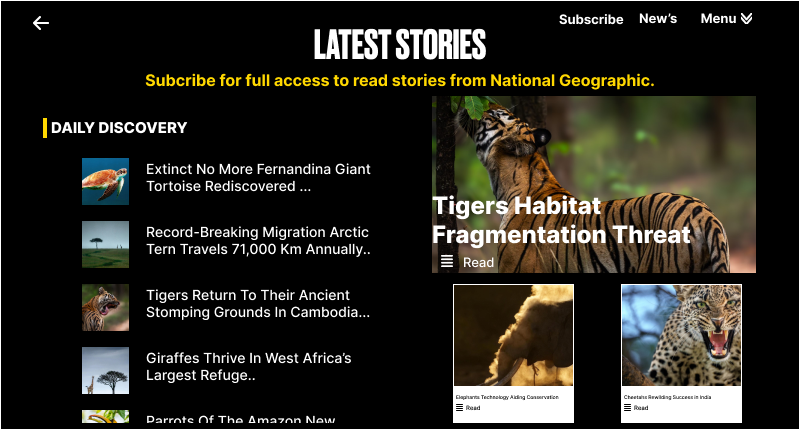 Subscribe New's Menu
LATEST STORIES
Subcribe for full access to read stories from National Geographic.
DAILY DISCOVERY
Extinct No More Fernandina Giant
Tortoise Rediscovered ...
Record-Breaking Migration Arctic
Tern Travels 71,000 Km Annually..
Tigers Return To Their Ancient
Stomping Grounds In Cambodia...
Giraffes Thrive In West Africa's
Largest Refuge..
Parrots Of The Amazon New
Tigers Habitat
Fragmentation Threat
Read
Elephants Technology Aiding Conservation
Read
Cheetahs Rewilding Success in India
Read